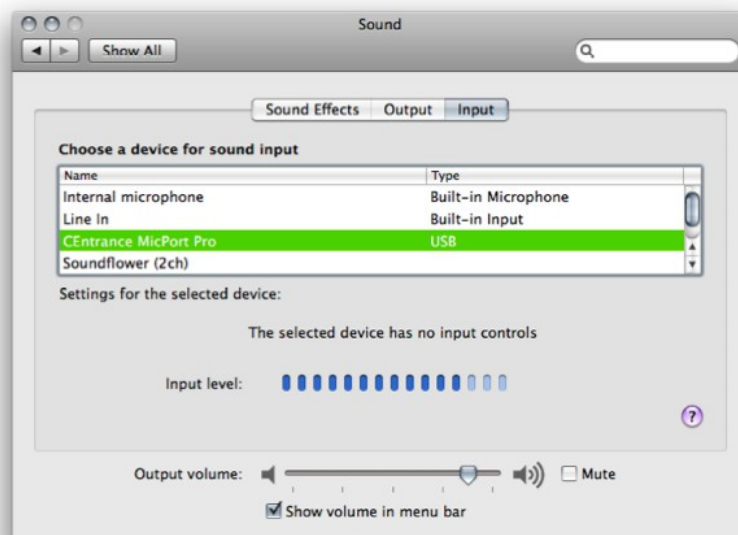 Sound
Show All
Sound Effects Output Input
Choose a device for sound input
Name Type
Internal microphone Built-in Microphone
Line In Built-in Input
CEntrance MicPort Pro USB
Soundflower (2ch)
Settings for the selected device:
The selected device has no input controls
Input level:
?
Output volume: Mute
Show volume in menu bar